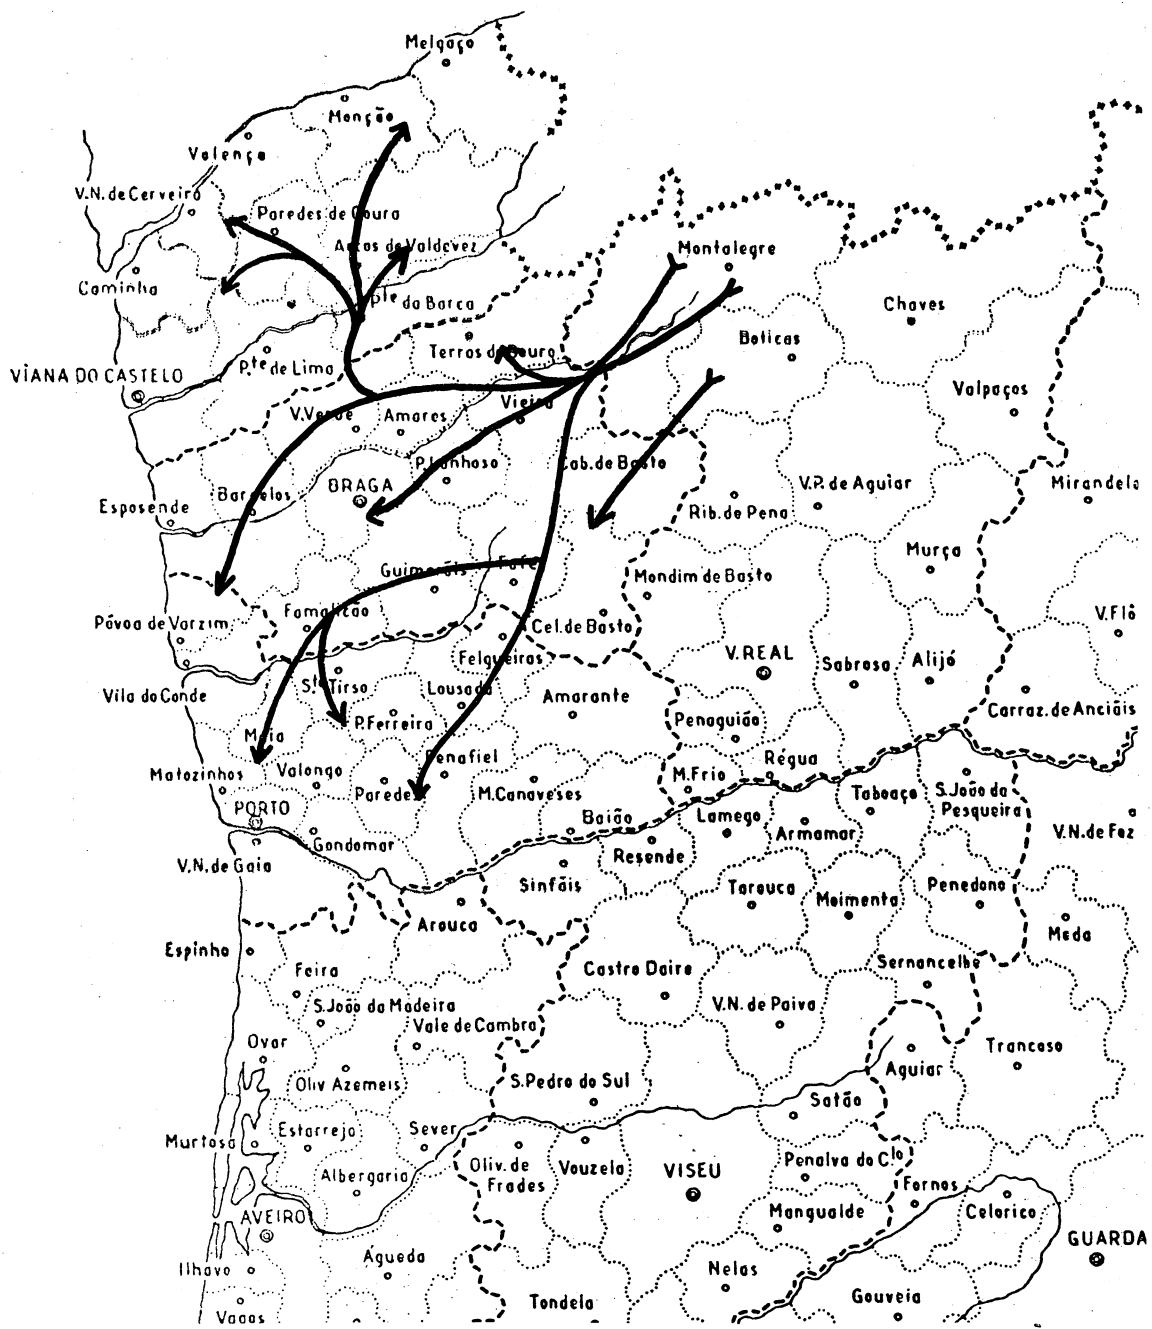 Melgaço
Monção
Valença
V.N. de Cerveira
Paredes de Coura
Arcos de Valdevez
Montalegre
Caminha
Pte da Barca
Chaves
Boticas
Terras de Bouro
Pte de Lima
VIANA DO CASTELO
Valpaços
Vieira
V. Verde
Amares
P. Lanhoso
Cab. de Basto
BRAGA
Barcelos
Esposende
V.P. de Aguiar
Mirandela
Rib. de Pena
Murça
Guimarãis
Fafe
Mondim de Basto
Famalicão
Póvoa de Varzim
V. Flô
Cel. de Basto
Felgueiras
V. REAL
Sabrosa
Alijó
Sto Tirso
Lousada
Vila do Conde
Amarante
Carraz. de Anciãis
P. Ferreira
Penaguião
Maia
Penafiel
Régua
Matozinhos
Valongo
M. Frio
Paredes
M. Canaveses
Taboaço
S. João da
Pesqueira
PORTO
Baião
Lamego
Armamar
V.N. de Foz
Gondomar
V.N. de Gaia
Resende
Sinfãis
Tarouca
Moimenta
Penedono
Arouca
Meda
Espinho
Feira
Castro Daire
Sernancelhe
S. João da Madeira
V.N. de Paiva
Vale de Cambra
Ovar
Trancoso
Aguiar
Oliv. Azemeis
S. Pedro do Sul
Satão
Estarreja
Sever
Murtosa
Penalva do Clo
Oliv. de
Frades
Vouzela
VISEU
Albergaria
Fornos
AVEIRO
Mangualde
Celorico
GUARDA
Águeda
Ilhavo
Nelas
Tondela
Gouveia
Vagos